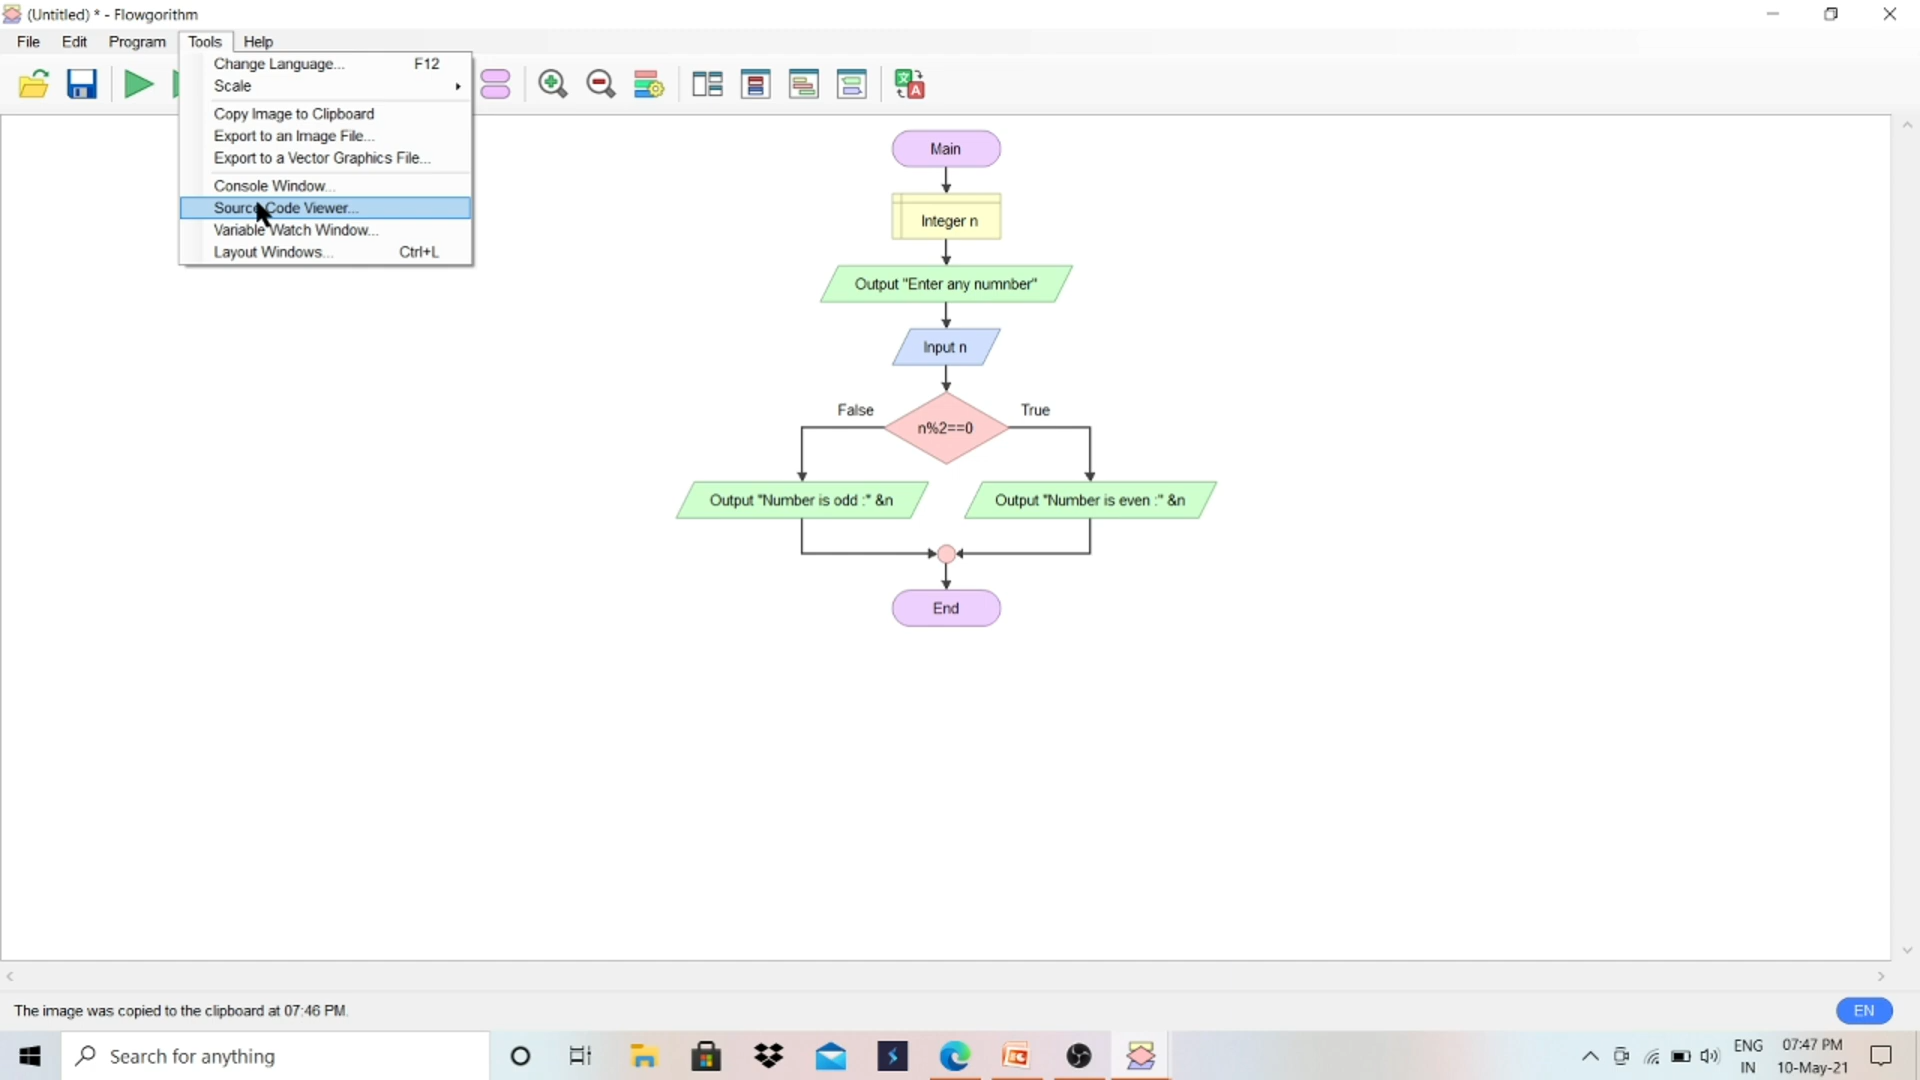 (Untitled) * - Flowgorithm
File Edit Program Tools Help
Change Language... F12
Scale
Copy Image to Clipboard
Export to an Image File...
Export to a Vector Graphics File...
Console Window...
Source Code Viewer...
Variable Watch Window...
Layout Windows... Ctrl+L
Main
Integer n
Output "Enter any numnber"
Input n
False True
n%2==0
Output "Number is odd :" &n
Output "Number is even :" &n
End
The image was copied to the clipboard at 07:46 PM.
EN
Search for anything
ENG
IN
07:47 PM
10-May-21